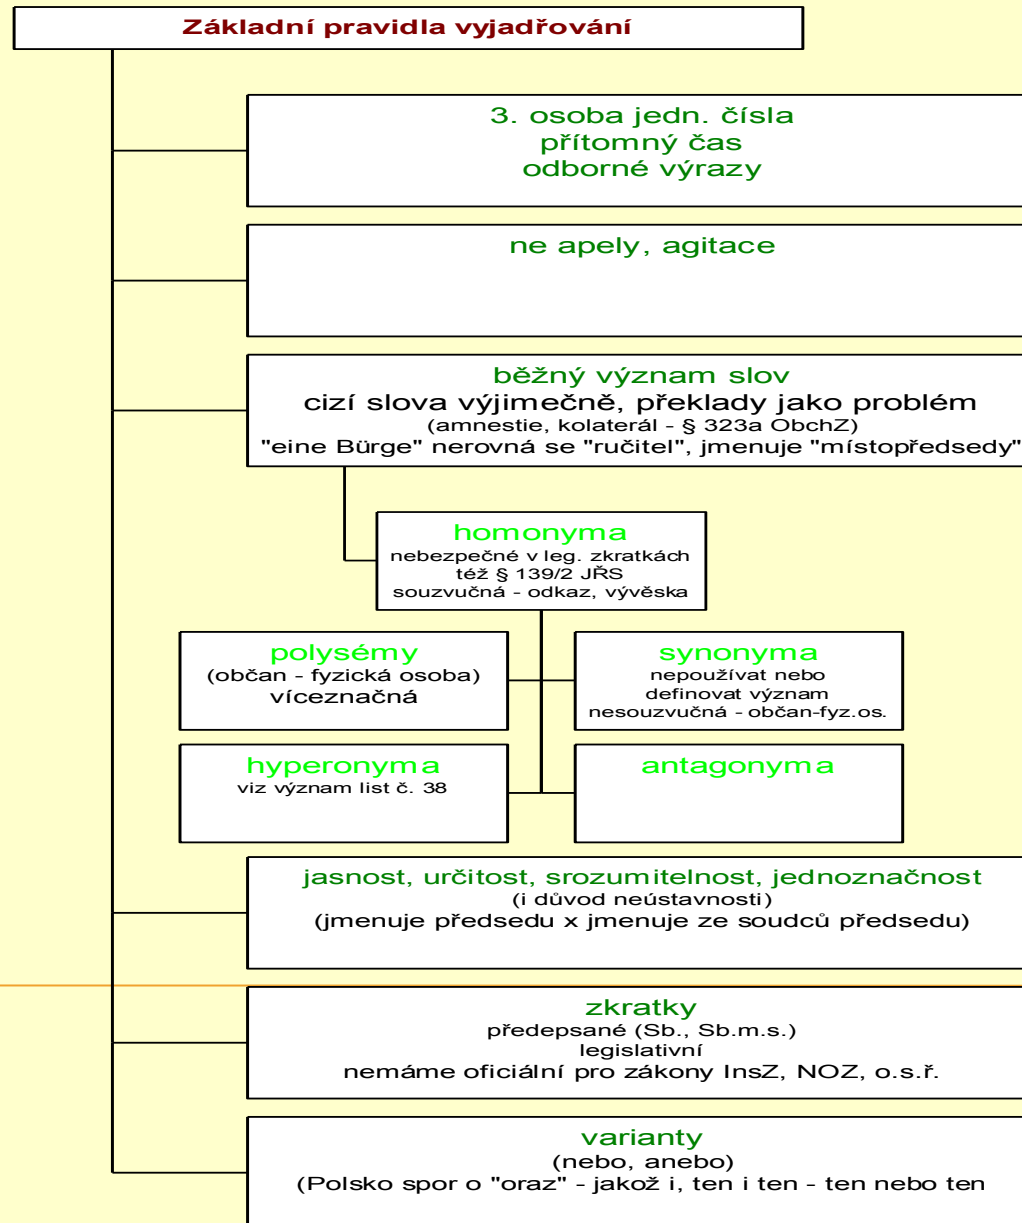 Základní pravidla vyjadřování
3. osoba jedn. čísla
přítomný čas
odborné výrazy
ne apely, agitace
běžný význam slov
cizí slova výjimečně, překlady jako problém
(amnestie, kolaterál - § 323a ObchZ)
"eine Bürge" nerovná se "ručitel", jmenuje "místopředsedy"
homonyma
nebezpečné v leg. zkratkách
též § 139/2 JŘS
souzvučná - odkaz, vývěska
polysémy
(občan - fyzická osoba)
víceznačná
synonyma
nepoužívat nebo
definovat význam
nesouzvučná - občan-fyz.os.
hyperonyma
viz význam list č. 38
antagonyma
jasnost, určitost, srozumitelnost, jednoznačnost
(i důvod neústavnosti)
(jmenuje předsedu x jmenuje ze soudců předsedu)
zkratky
předepsané (Sb., Sb.m.s.)
legislativní
nemáme oficiální pro zákony InsZ, NOZ, o.s.ř.
varianty
(nebo, anebo)
(Polsko spor o "oraz" - jakož i, ten i ten - ten nebo ten